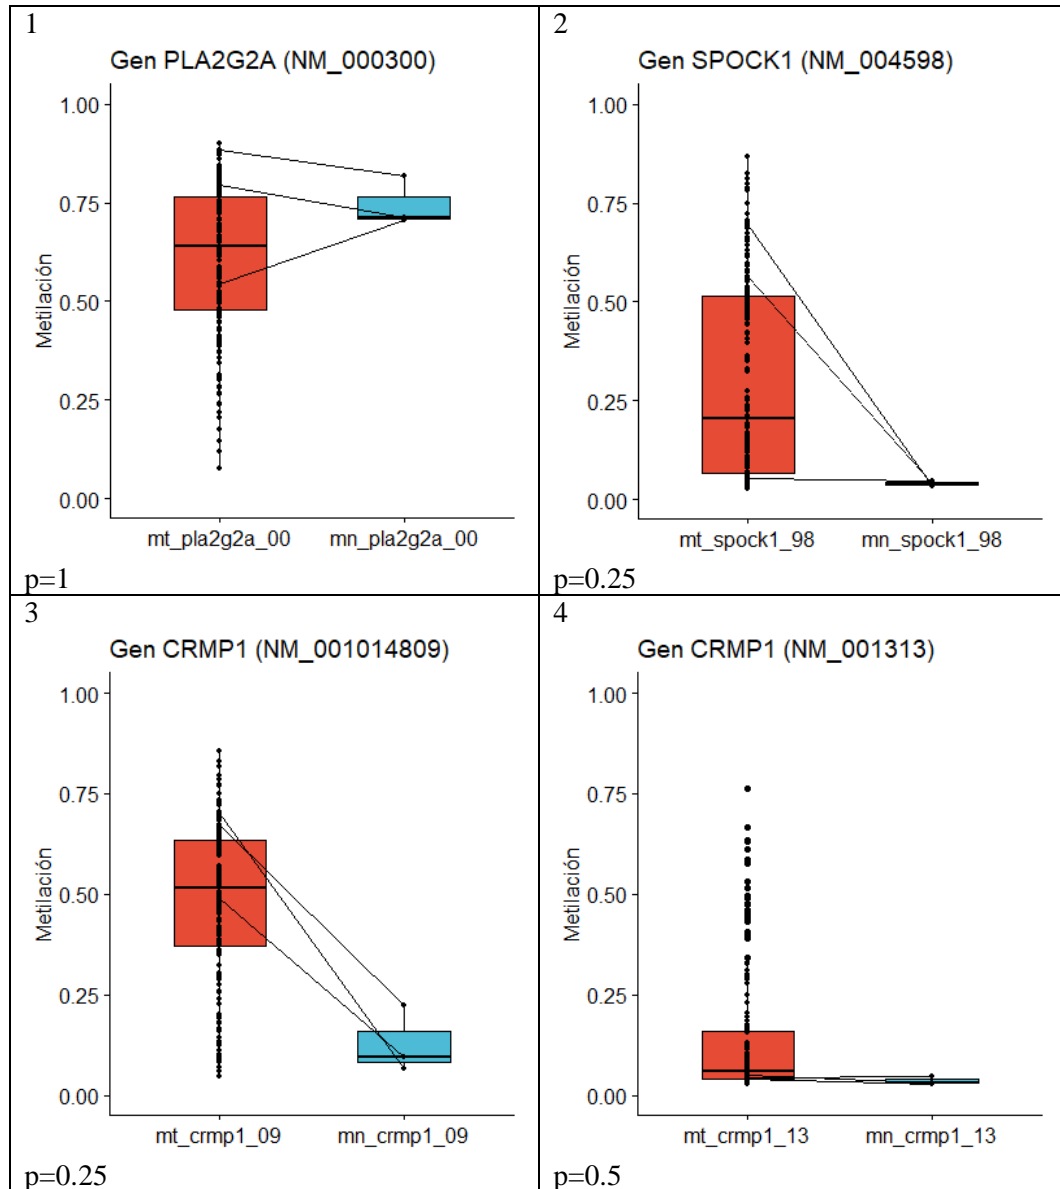 1
Gen PLA2G2A (NM_000300)
Metilación
1.00
0.75
0.50
0.25
0.00
mt_pla2g2a_00 mn_pla2g2a_00
p=1
2
Gen SPOCK1 (NM_004598)
Metilación
1.00
0.75
0.50
0.25
0.00
mt_spock1_98 mn_spock1_98
p=0.25
3
Gen CRMP1 (NM_001014809)
Metilación
1.00
0.75
0.50
0.25
0.00
mt_crmp1_09 mn_crmp1_09
p=0.25
4
Gen CRMP1 (NM_001313)
Metilación
1.00
0.75
0.50
0.25
0.00
mt_crmp1_13 mn_crmp1_13
p=0.5